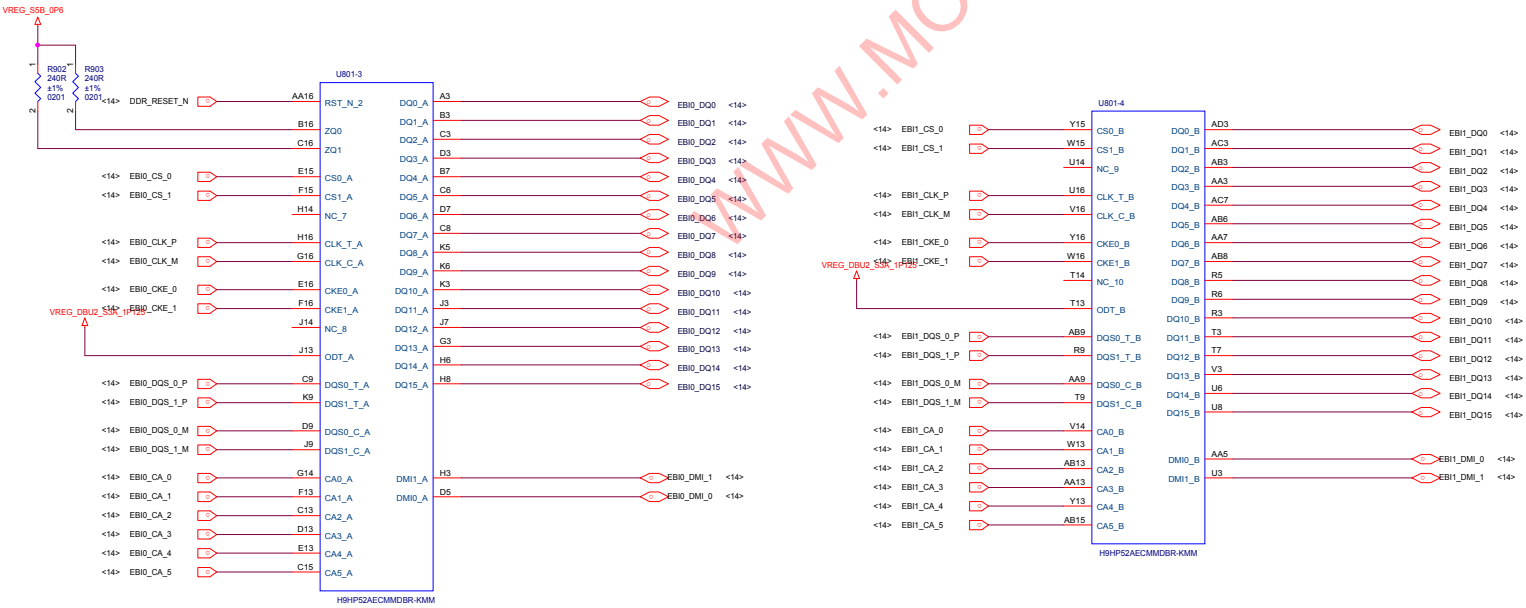 VREG_S5B_0P6
1
1
R902
240R
±1%
0201
R903
240R
±1%
0201
2
2
WWW.MO
U801-3
<14> DDR_RESET_N AA16 RST_N_2
B16 ZQ0
C16 ZQ1
<14> EBI0_CS_0 E15 CS0_A
<14> EBI0_CS_1 F15 CS1_A
H14 NC_7
<14> EBI0_CLK_P H16 CLK_T_A
<14> EBI0_CLK_M G16 CLK_C_A
<14> EBI0_CKE_0 E16 CKE0_A
<14> EBI0_CKE_1 F16 CKE1_A
VREG_DBU2_S3A_1P125
J14 NC_8
J13 ODT_A
<14> EBI0_DQS_0_P C9 DQS0_T_A
<14> EBI0_DQS_1_P K9 DQS1_T_A
<14> EBI0_DQS_0_M D9 DQS0_C_A
<14> EBI0_DQS_1_M J9 DQS1_C_A
<14> EBI0_CA_0 G14 CA0_A
<14> EBI0_CA_1 F13 CA1_A
<14> EBI0_CA_2 C13 CA2_A
<14> EBI0_CA_3 D13 CA3_A
<14> EBI0_CA_4 E13 CA4_A
<14> EBI0_CA_5 C15 CA5_A
DQ0_A A3 EBI0_DQ0 <14>
DQ1_A B3 EBI0_DQ1 <14>
DQ2_A C3 EBI0_DQ2 <14>
DQ3_A D3 EBI0_DQ3 <14>
DQ4_A B7 EBI0_DQ4 <14>
DQ5_A C6 EBI0_DQ5 <14>
DQ6_A D7 EBI0_DQ6 <14>
DQ7_A C8 EBI0_DQ7 <14>
DQ8_A K5 EBI0_DQ8 <14>
DQ9_A K6 EBI0_DQ9 <14>
DQ10_A K3 EBI0_DQ10 <14>
DQ11_A J3 EBI0_DQ11 <14>
DQ12_A J7 EBI0_DQ12 <14>
DQ13_A G3 EBI0_DQ13 <14>
DQ14_A H6 EBI0_DQ14 <14>
DQ15_A H8 EBI0_DQ15 <14>
DMI1_A H3 EBI0_DMI_1 <14>
DMI0_A D5 EBI0_DMI_0 <14>
H9HP52AECMMDBR-KMM
U801-4
<14> EBI1_CS_0 Y15 CS0_B
<14> EBI1_CS_1 W15 CS1_B
U14 NC_9
<14> EBI1_CLK_P U16 CLK_T_B
<14> EBI1_CLK_M V16 CLK_C_B
<14> EBI1_CKE_0 Y16 CKE0_B
<14> EBI1_CKE_1 W16 CKE1_B
VREG_DBU2_S3A_1P125
T14 NC_10
T13 ODT_B
<14> EBI1_DQS_0_P AB9 DQS0_T_B
<14> EBI1_DQS_1_P R9 DQS1_T_B
<14> EBI1_DQS_0_M AA9 DQS0_C_B
<14> EBI1_DQS_1_M T9 DQS1_C_B
<14> EBI1_CA_0 V14 CA0_B
<14> EBI1_CA_1 W13 CA1_B
<14> EBI1_CA_2 AB13 CA2_B
<14> EBI1_CA_3 AA13 CA3_B
<14> EBI1_CA_4 Y13 CA4_B
<14> EBI1_CA_5 AB15 CA5_B
DQ0_B AD3 EBI1_DQ0 <14>
DQ1_B AC3 EBI1_DQ1 <14>
DQ2_B AB3 EBI1_DQ2 <14>
DQ3_B AA3 EBI1_DQ3 <14>
DQ4_B AC7 EBI1_DQ4 <14>
DQ5_B AB6 EBI1_DQ5 <14>
DQ6_B AA7 EBI1_DQ6 <14>
DQ7_B AB8 EBI1_DQ7 <14>
DQ8_B R5 EBI1_DQ8 <14>
DQ9_B R6 EBI1_DQ9 <14>
DQ10_B R3 EBI1_DQ10 <14>
DQ11_B T3 EBI1_DQ11 <14>
DQ12_B T7 EBI1_DQ12 <14>
DQ13_B V3 EBI1_DQ13 <14>
DQ14_B U6 EBI1_DQ14 <14>
DQ15_B U8 EBI1_DQ15 <14>
DMI0_B AA5 EBI1_DMI_0 <14>
DMI1_B U3 EBI1_DMI_1 <14>
H9HP52AECMMDBR-KMM